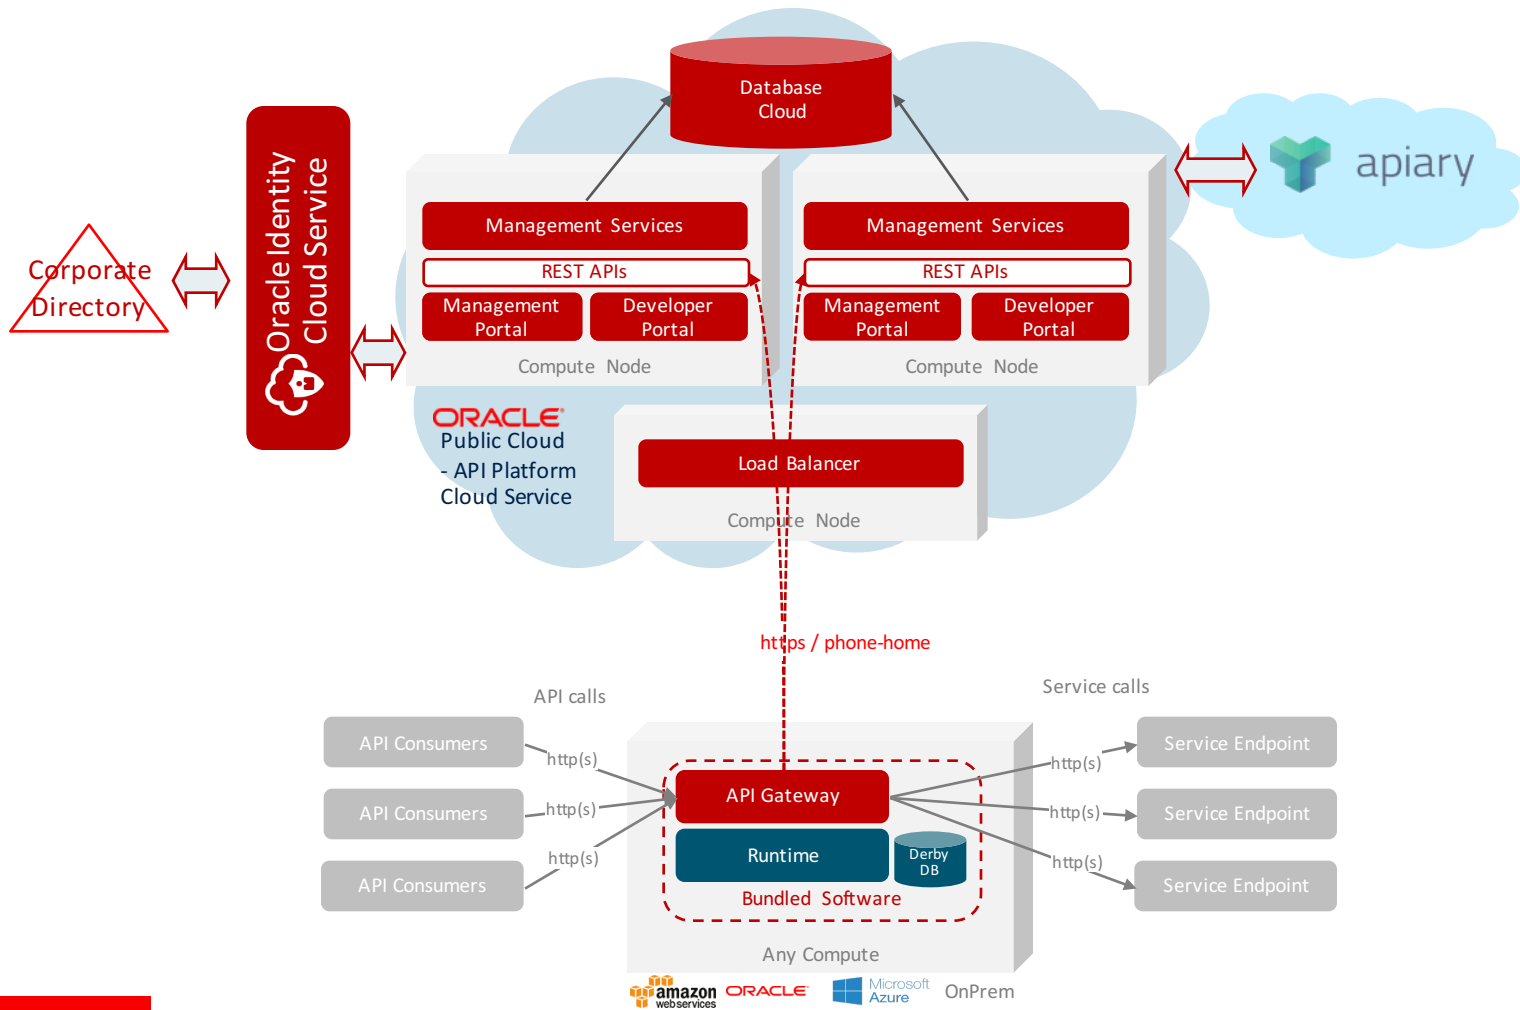 Database
Cloud
Oracle Identity
Cloud Service
apiary
Corporate
Directory
Management Services
REST APIs
Management
Portal
Developer
Portal
Compute Node
Management Services
REST APIs
Management
Portal
Developer
Portal
Compute Node
ORACLE®
Public Cloud
- API Platform
Cloud Service
Load Balancer
Compute Node
https / phone-home
API calls
Service calls
API Consumers
http(s)
API Consumers
http(s)
API Consumers
http(s)
API Gateway
Runtime
Derby
DB
Bundled Software
Any Compute
http(s)
Service Endpoint
http(s)
Service Endpoint
http(s)
Service Endpoint
amazon
webservices
ORACLE
Microsoft
Azure
OnPrem